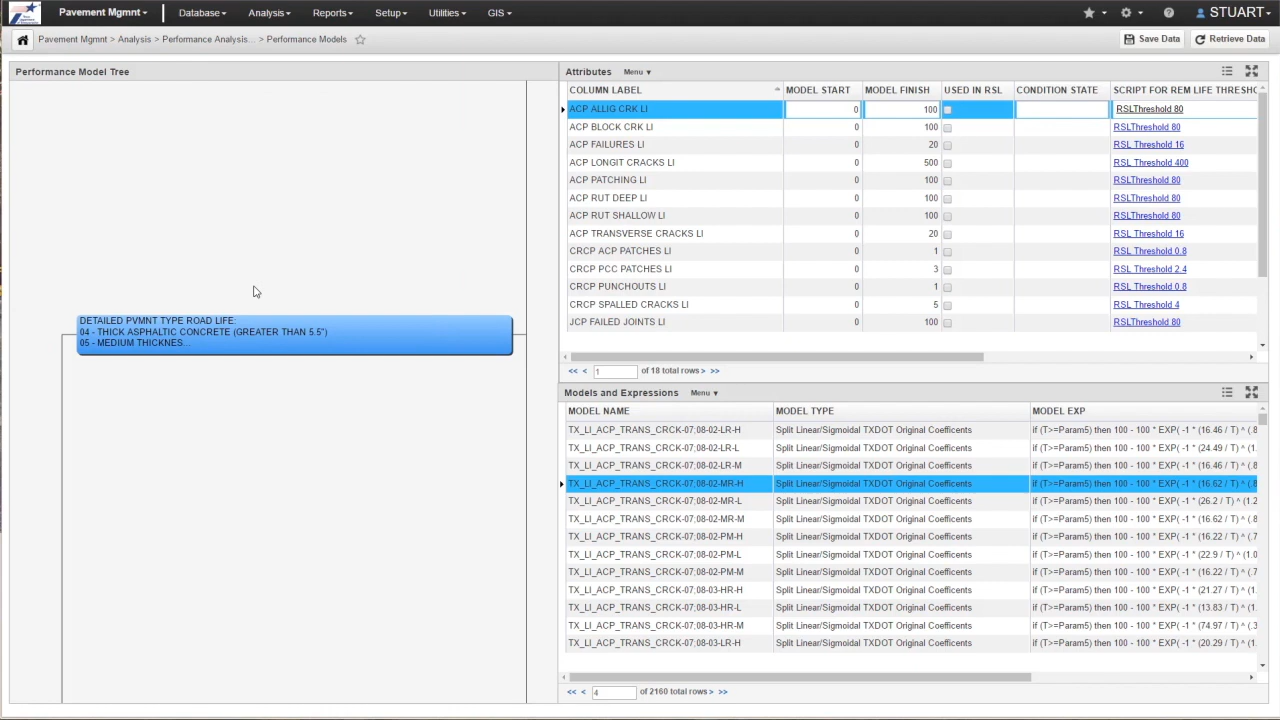 Pavement Mgmnt Database Analysis Reports Setup Utilities GIS STUART
Pavement Mgmnt > Analysis > Performance Analysis... > Performance Models Save Data Retrieve Data
Performance Model Tree
DETAILED PVMNT TYPE ROAD LIFE:
04 - THICK ASPHALTIC CONCRETE (GREATER THAN 5.5")
05 - MEDIUM THICKNES...
Attributes Menu
COLUMN LABEL MODEL START MODEL FINISH USED IN RSL CONDITION STATE SCRIPT FOR REM LIFE THRESHO
ACP ALLIG CRK LI 0 100 RSLThreshold 80
ACP BLOCK CRK LI 0 100 RSLThreshold 80
ACP FAILURES LI 0 20 RSL Threshold 16
ACP LONGIT CRACKS LI 0 500 RSL Threshold 400
ACP PATCHING LI 0 100 RSLThreshold 80
ACP RUT DEEP LI 0 100 RSLThreshold 80
ACP RUT SHALLOW LI 0 100 RSLThreshold 80
ACP TRANSVERSE CRACKS LI 0 20 RSL Threshold 16
CRCP ACP PATCHES LI 0 1 RSL Threshold 0.8
CRCP PCC PATCHES LI 0 3 RSL Threshold 2.4
CRCP PUNCHOUTS LI 0 1 RSL Threshold 0.8
CRCP SPALLED CRACKS LI 0 5 RSL Threshold 4
JCP FAILED JOINTS LI 0 100 RSLThreshold 80
<< < 1 of 18 total rows > >>
Models and Expressions Menu
MODEL NAME MODEL TYPE MODEL EXP
TX_LI_ACP_TRANS_CRCK-07;08-02-LR-H Split Linear/Sigmoidal TXDOT Original Coefficents if (T>=Param5) then 100 - 100 * EXP( -1 * (16.46 / T) ^ (.8
TX_LI_ACP_TRANS_CRCK-07;08-02-LR-L Split Linear/Sigmoidal TXDOT Original Coefficents if (T>=Param5) then 100 - 100 * EXP( -1 * (24.49 / T) ^ (1.
TX_LI_ACP_TRANS_CRCK-07;08-02-LR-M Split Linear/Sigmoidal TXDOT Original Coefficents if (T>=Param5) then 100 - 100 * EXP( -1 * (16.46 / T) ^ (.8
TX_LI_ACP_TRANS_CRCK-07;08-02-MR-H Split Linear/Sigmoidal TXDOT Original Coefficents if (T>=Param5) then 100 - 100 * EXP( -1 * (16.62 / T) ^ (.8
TX_LI_ACP_TRANS_CRCK-07;08-02-MR-L Split Linear/Sigmoidal TXDOT Original Coefficents if (T>=Param5) then 100 - 100 * EXP( -1 * (26.2 / T) ^ (1.2
TX_LI_ACP_TRANS_CRCK-07;08-02-MR-M Split Linear/Sigmoidal TXDOT Original Coefficents if (T>=Param5) then 100 - 100 * EXP( -1 * (16.62 / T) ^ (.8
TX_LI_ACP_TRANS_CRCK-07;08-02-PM-H Split Linear/Sigmoidal TXDOT Original Coefficents if (T>=Param5) then 100 - 100 * EXP( -1 * (16.22 / T) ^ (.7
TX_LI_ACP_TRANS_CRCK-07;08-02-PM-L Split Linear/Sigmoidal TXDOT Original Coefficents if (T>=Param5) then 100 - 100 * EXP( -1 * (22.9 / T) ^ (1.0
TX_LI_ACP_TRANS_CRCK-07;08-02-PM-M Split Linear/Sigmoidal TXDOT Original Coefficents if (T>=Param5) then 100 - 100 * EXP( -1 * (16.22 / T) ^ (.7
TX_LI_ACP_TRANS_CRCK-07;08-03-HR-H Split Linear/Sigmoidal TXDOT Original Coefficents if (T>=Param5) then 100 - 100 * EXP( -1 * (21.27 / T) ^ (1.
TX_LI_ACP_TRANS_CRCK-07;08-03-HR-L Split Linear/Sigmoidal TXDOT Original Coefficents if (T>=Param5) then 100 - 100 * EXP( -1 * (13.83 / T) ^ (1.
TX_LI_ACP_TRANS_CRCK-07;08-03-HR-M Split Linear/Sigmoidal TXDOT Original Coefficents if (T>=Param5) then 100 - 100 * EXP( -1 * (74.97 / T) ^ (.3
TX_LI_ACP_TRANS_CRCK-07;08-03-LR-H Split Linear/Sigmoidal TXDOT Original Coefficents if (T>=Param5) then 100 - 100 * EXP( -1 * (20.29 / T) ^ (1.
<< < 4 of 2160 total rows > >>